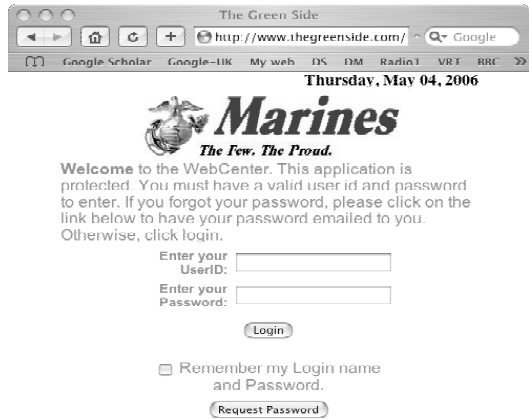 The Green Side
http://www.thegreenside.com/ Google
Google Scholar Google-UK My web DS DM Radio3 VRT BBC
Thursday, May 04, 2006
Marines
The Few. The Proud.
Welcome to the WebCenter. This application is
protected. You must have a valid user id and password
to enter. If you forgot your password, please click on the
link below to have your password emailed to you.
Otherwise, click login.
Enter your
UserID:
Enter your
Password:
Login
Remember my Login name
and Password.
Request Password